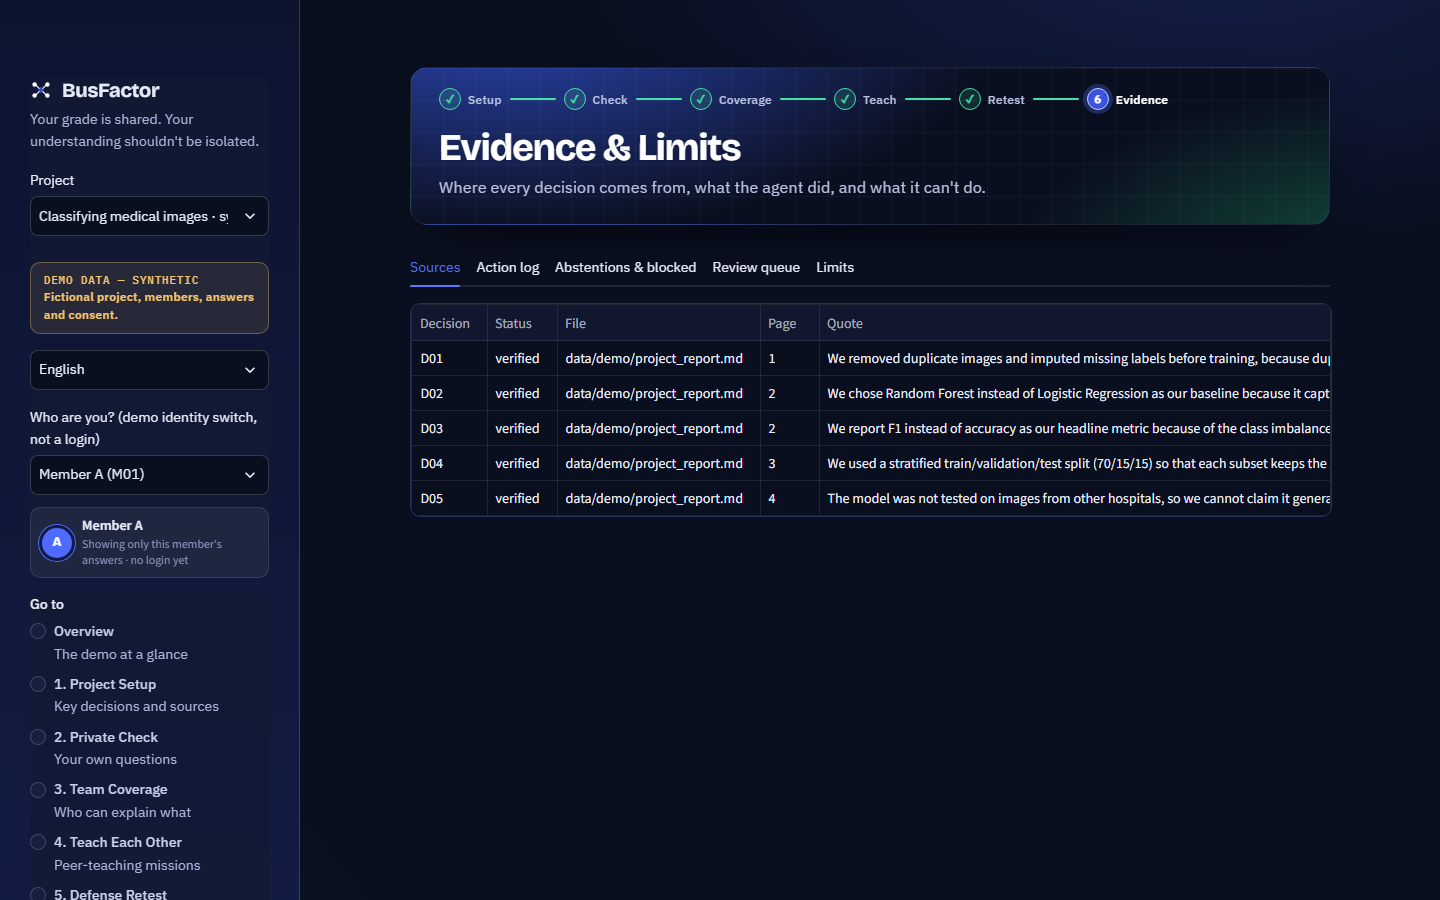 BusFactor
Your grade is shared. Your
understanding shouldn't be isolated.
Project
Classifying medical images · sy
DEMO DATA — SYNTHETIC
Fictional project, members, answers
and consent.
English
Who are you? (demo identity switch,
not a login)
Member A (M01)
A
Member A
Showing only this member's
answers · no login yet
Go to
Overview
The demo at a glance
1. Project Setup
Key decisions and sources
2. Private Check
Your own questions
3. Team Coverage
Who can explain what
4. Teach Each Other
Peer-teaching missions
5. Defense Retest
✓ Setup ✓ Check ✓ Coverage ✓ Teach ✓ Retest 6 Evidence
Evidence & Limits
Where every decision comes from, what the agent did, and what it can't do.
Sources Action log Abstentions & blocked Review queue Limits
Decision Status File Page Quote
D01 verified data/demo/project_report.md 1 We removed duplicate images and imputed missing labels before training, because dup
D02 verified data/demo/project_report.md 2 We chose Random Forest instead of Logistic Regression as our baseline because it capt
D03 verified data/demo/project_report.md 2 We report F1 instead of accuracy as our headline metric because of the class imbalance
D04 verified data/demo/project_report.md 3 We used a stratified train/validation/test split (70/15/15) so that each subset keeps the
D05 verified data/demo/project_report.md 4 The model was not tested on images from other hospitals, so we cannot claim it genera